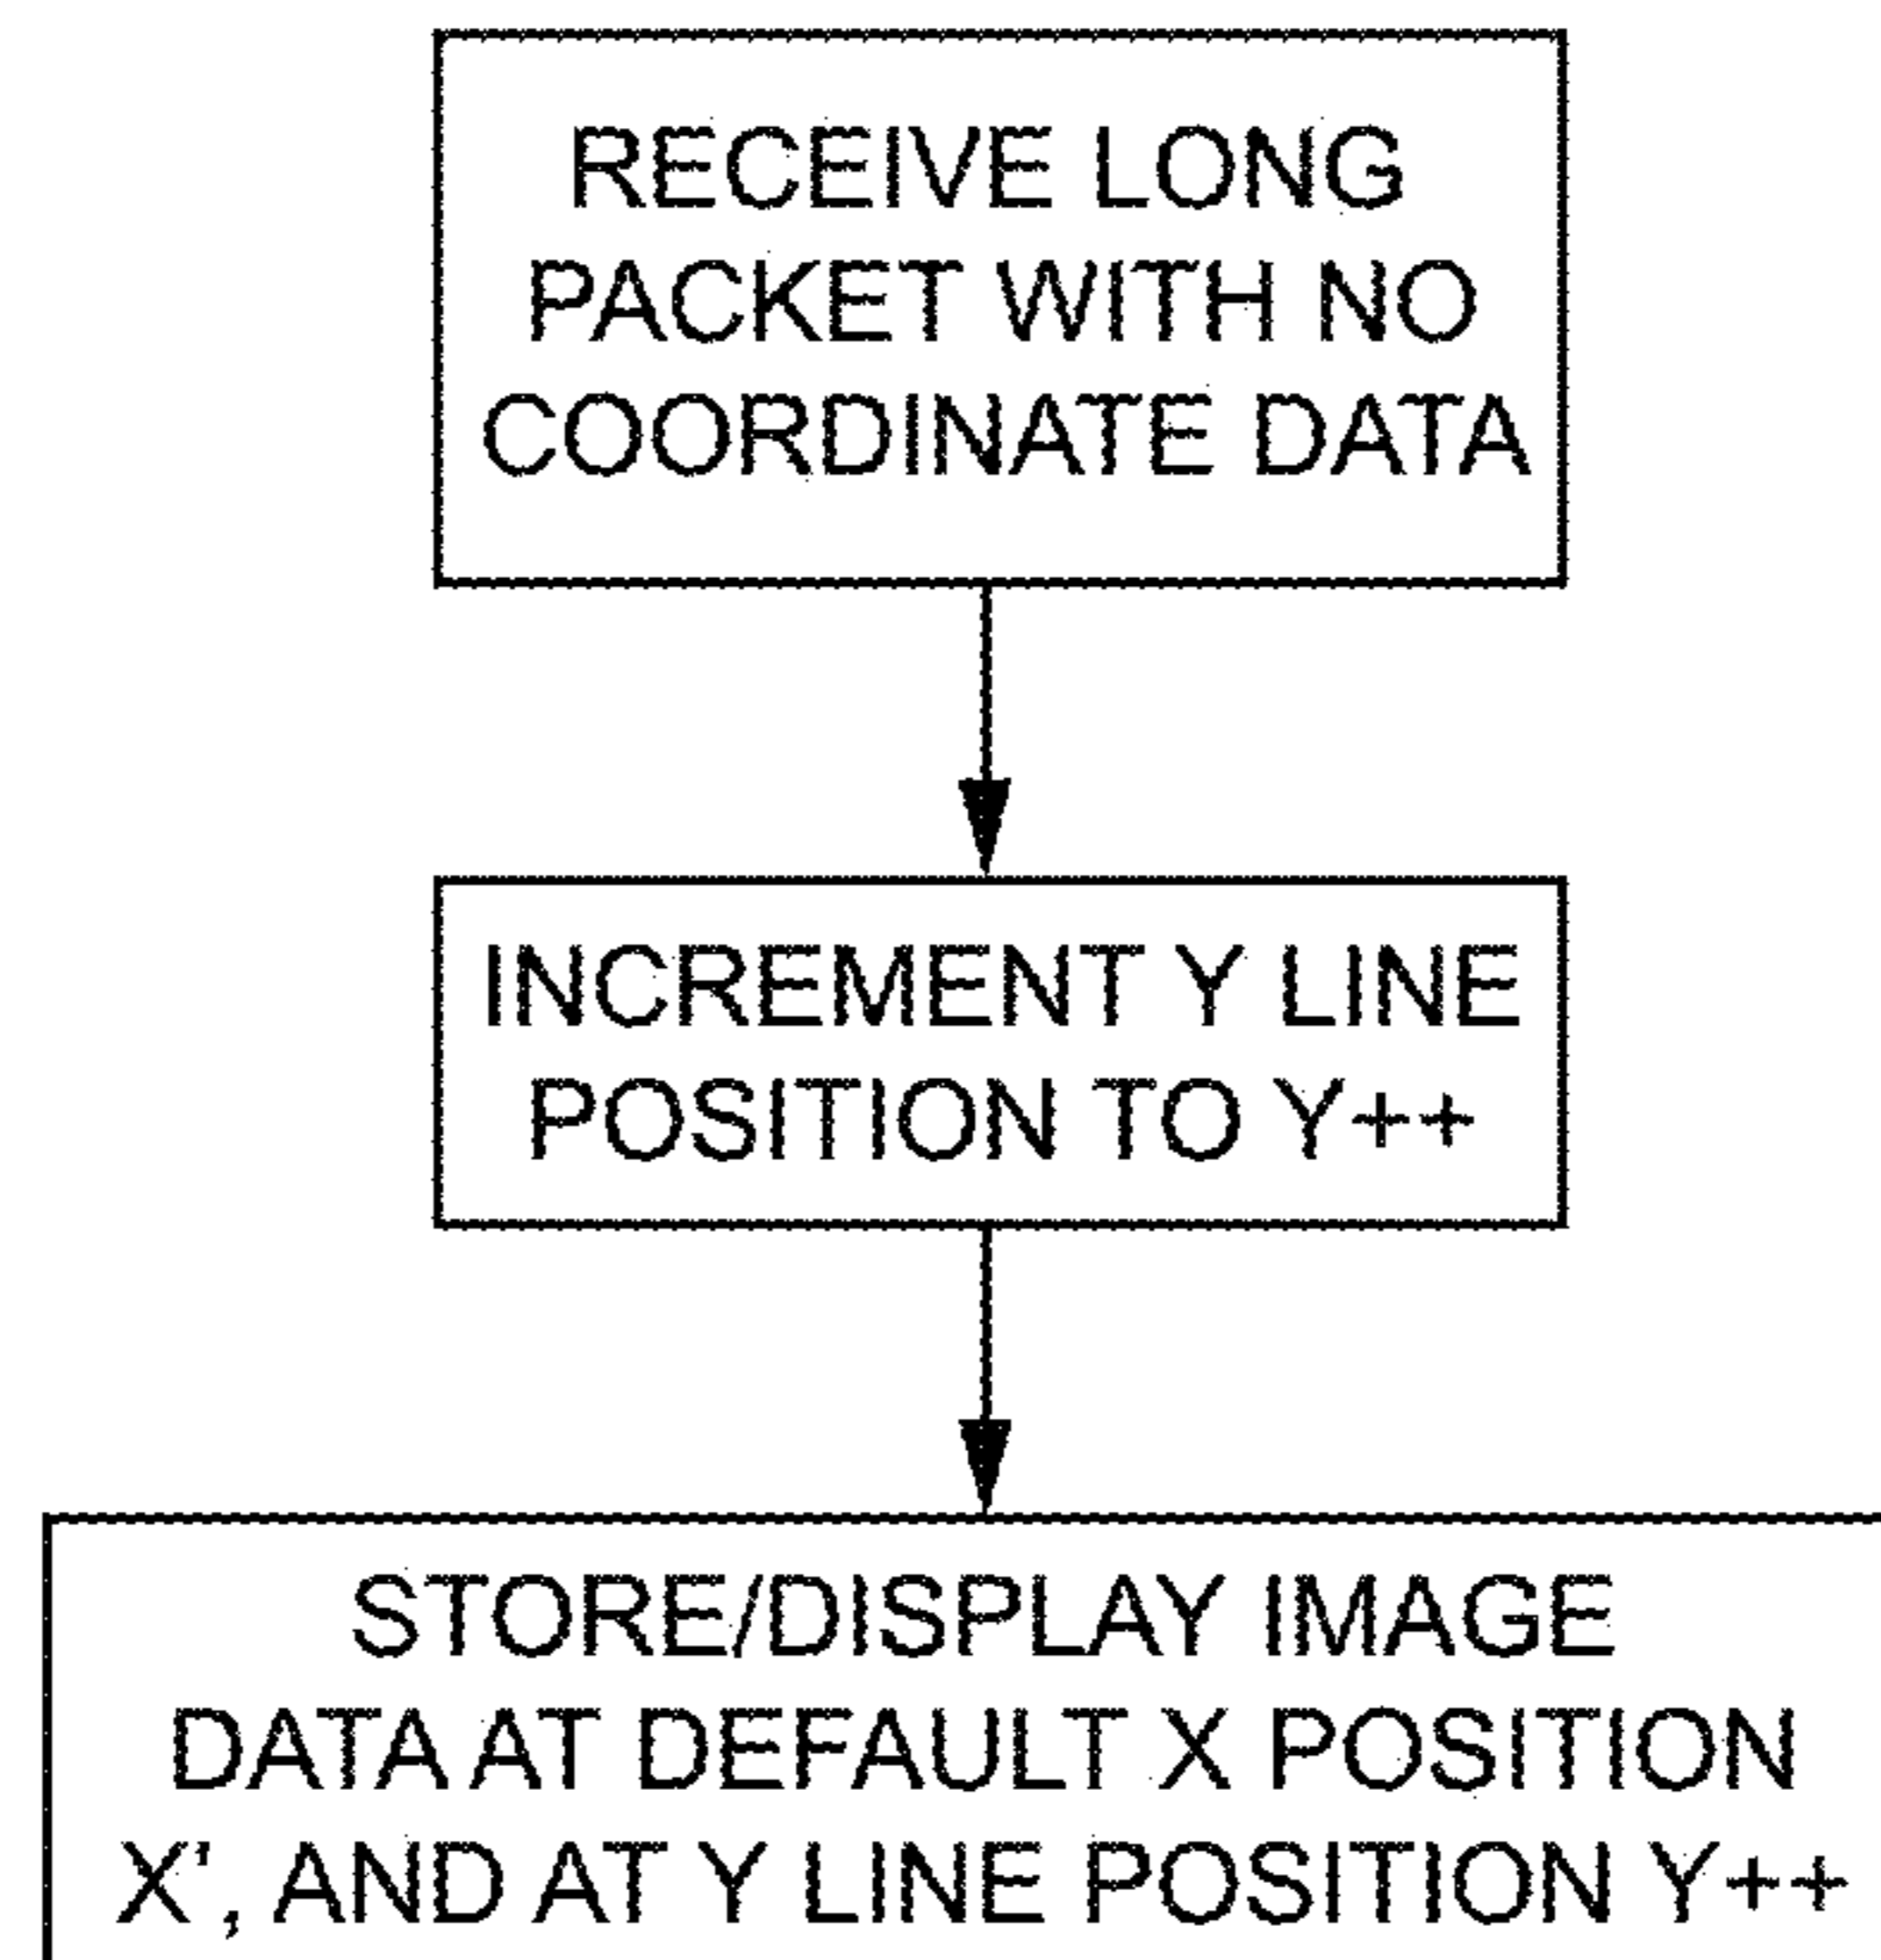 RECEIVE LONG
PACKET WITH NO
COORDINATE DATA
INCREMENT Y LINE
POSITION TO Y++
STORE/DISPLAY IMAGE
DATA AT DEFAULT X POSITION
X', AND AT Y LINE POSITION Y++